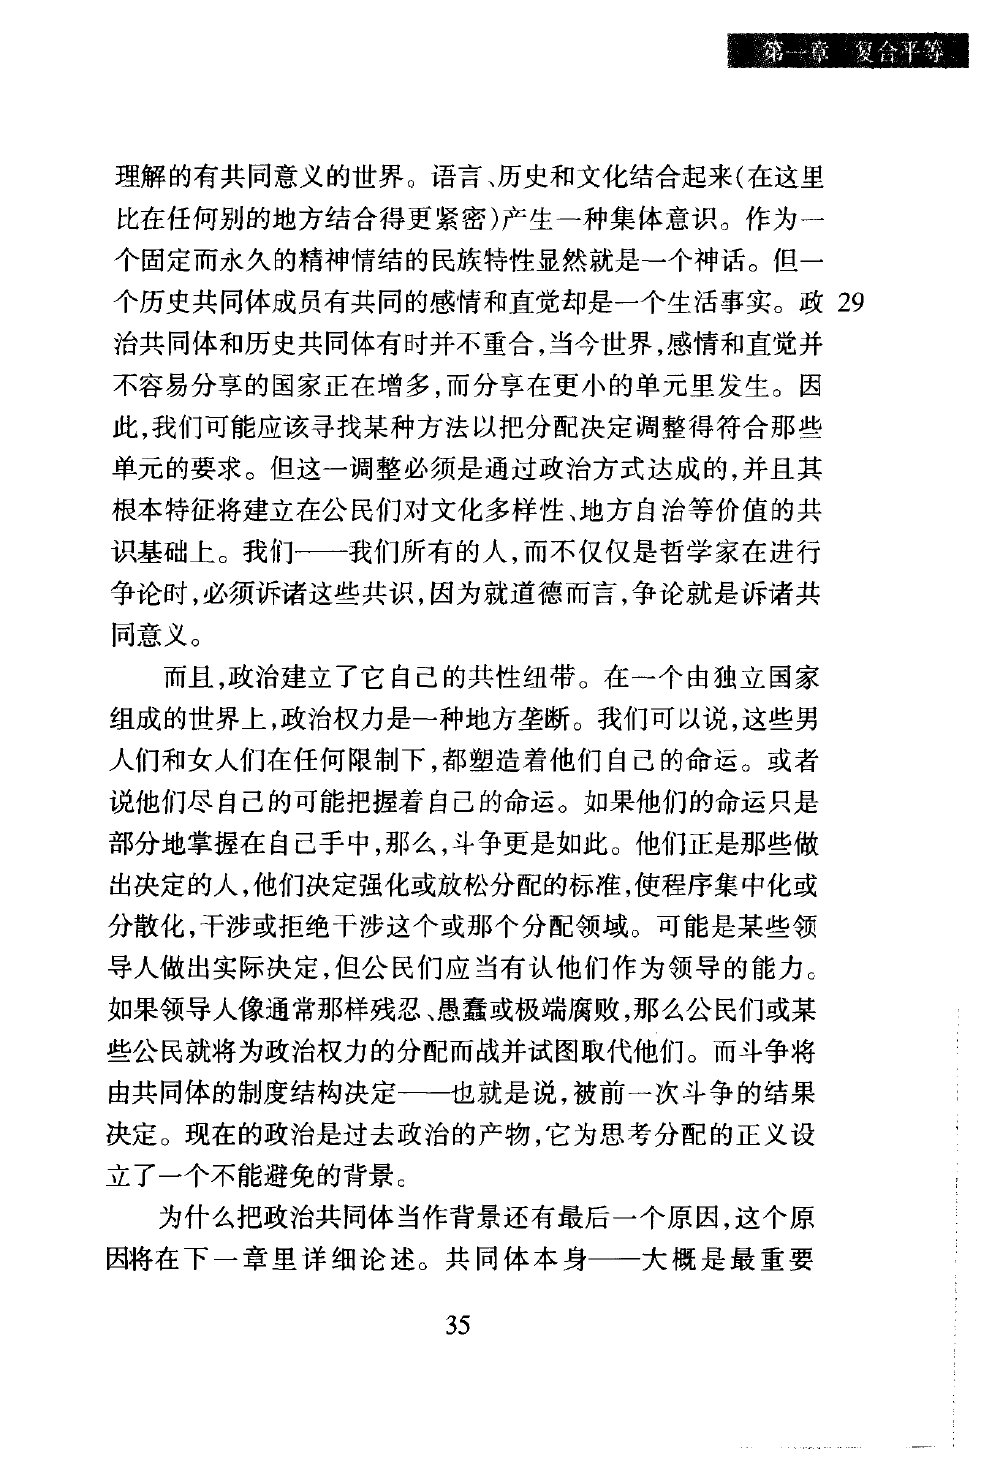 第一章　复合平等
理解的有共同意义的世界。语言、历史和文化结合起来(在这里
比在任何别的地方结合得更紧密)产生一种集体意识。作为一
个固定而永久的精神情结的民族特性显然就是一个神话。但一
个历史共同体成员有共同的感情和直觉却是一个生活事实。政 29
治共同体和历史共同体有时并不重合,当今世界,感情和直觉并
不容易分享的国家正在增多,而分享在更小的单元里发生。因
此,我们可能应该寻找某种方法以把分配决定调整得符合那些
单元的要求。但这一调整必须是通过政治方式达成的,并且其
根本特征将建立在公民们对文化多样性、地方自治等价值的共
识基础上。我们——我们所有的人,而不仅仅是哲学家在进行
争论时,必须诉诸这些共识,因为就道德而言,争论就是诉诸共
同意义。
而且,政治建立了它自己的共性纽带。在一个由独立国家
组成的世界上,政治权力是一种地方垄断。我们可以说,这些男
人们和女人们在任何限制下,都塑造着他们自己的命运。或者
说他们尽自己的可能把握着自己的命运。如果他们的命运只是
部分地掌握在自己手中,那么,斗争更是如此。他们正是那些做
出决定的人,他们决定强化或放松分配的标准,使程序集中化或
分散化,干涉或拒绝干涉这个或那个分配领域。可能是某些领
导人做出实际决定,但公民们应当有认他们作为领导的能力。
如果领导人像通常那样残忍、愚蠢或极端腐败,那么公民们或某
些公民就将为政治权力的分配而战并试图取代他们。而斗争将
由共同体的制度结构决定——也就是说,被前一次斗争的结果
决定。现在的政治是过去政治的产物,它为思考分配的正义设
立了一个不能避免的背景。
为什么把政治共同体当作背景还有最后一个原因,这个原
因将在下一章里详细论述。共同体本身——大概是最重要
35